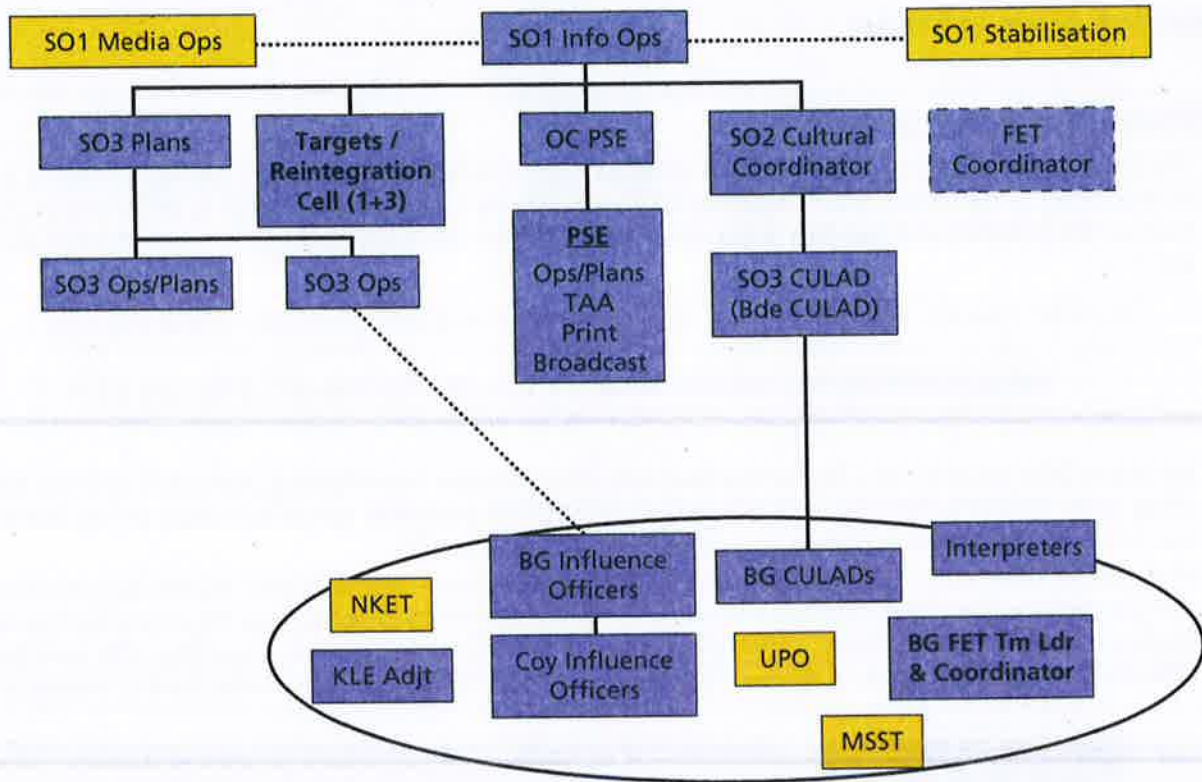 SO1 Media Ops
SO1 Info Ops
SO1 Stabilisation
SO3 Plans
Targets /
Reintegration
Cell (1+3)
OC PSE
SO2 Cultural
Coordinator
FET
Coordinator
SO3 Ops/Plans
SO3 Ops
PSE
Ops/Plans
TAA
Print
Broadcast
SO3 CULAD
(Bde CULAD)
BG Influence
Officers
BG CULADs
Interpreters
NKET
KLE Adjt
Coy Influence
Officers
UPO
BG FET Tm Ldr
& Coordinator
MSST